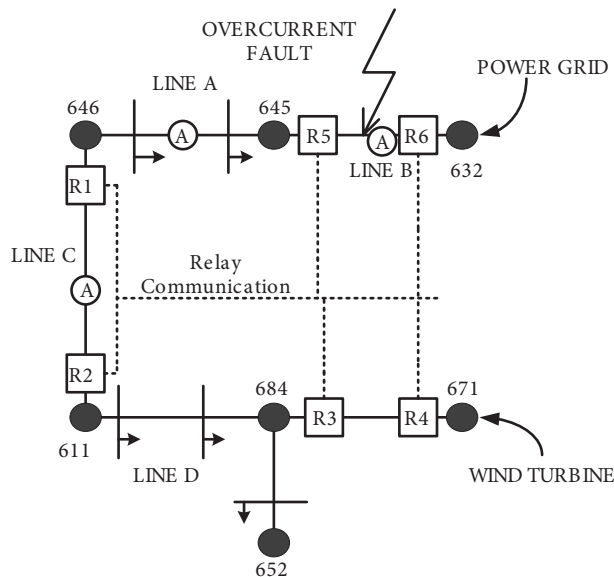 OVERCURRENT
FAULT
LINE A
POWER GRID
646
645
A
R5
A
R6
LINE B
632
R1
LINE C
A
Relay
Communication
R2
684
671
R3
R4
611
LINE D
WIND TURBINE
652